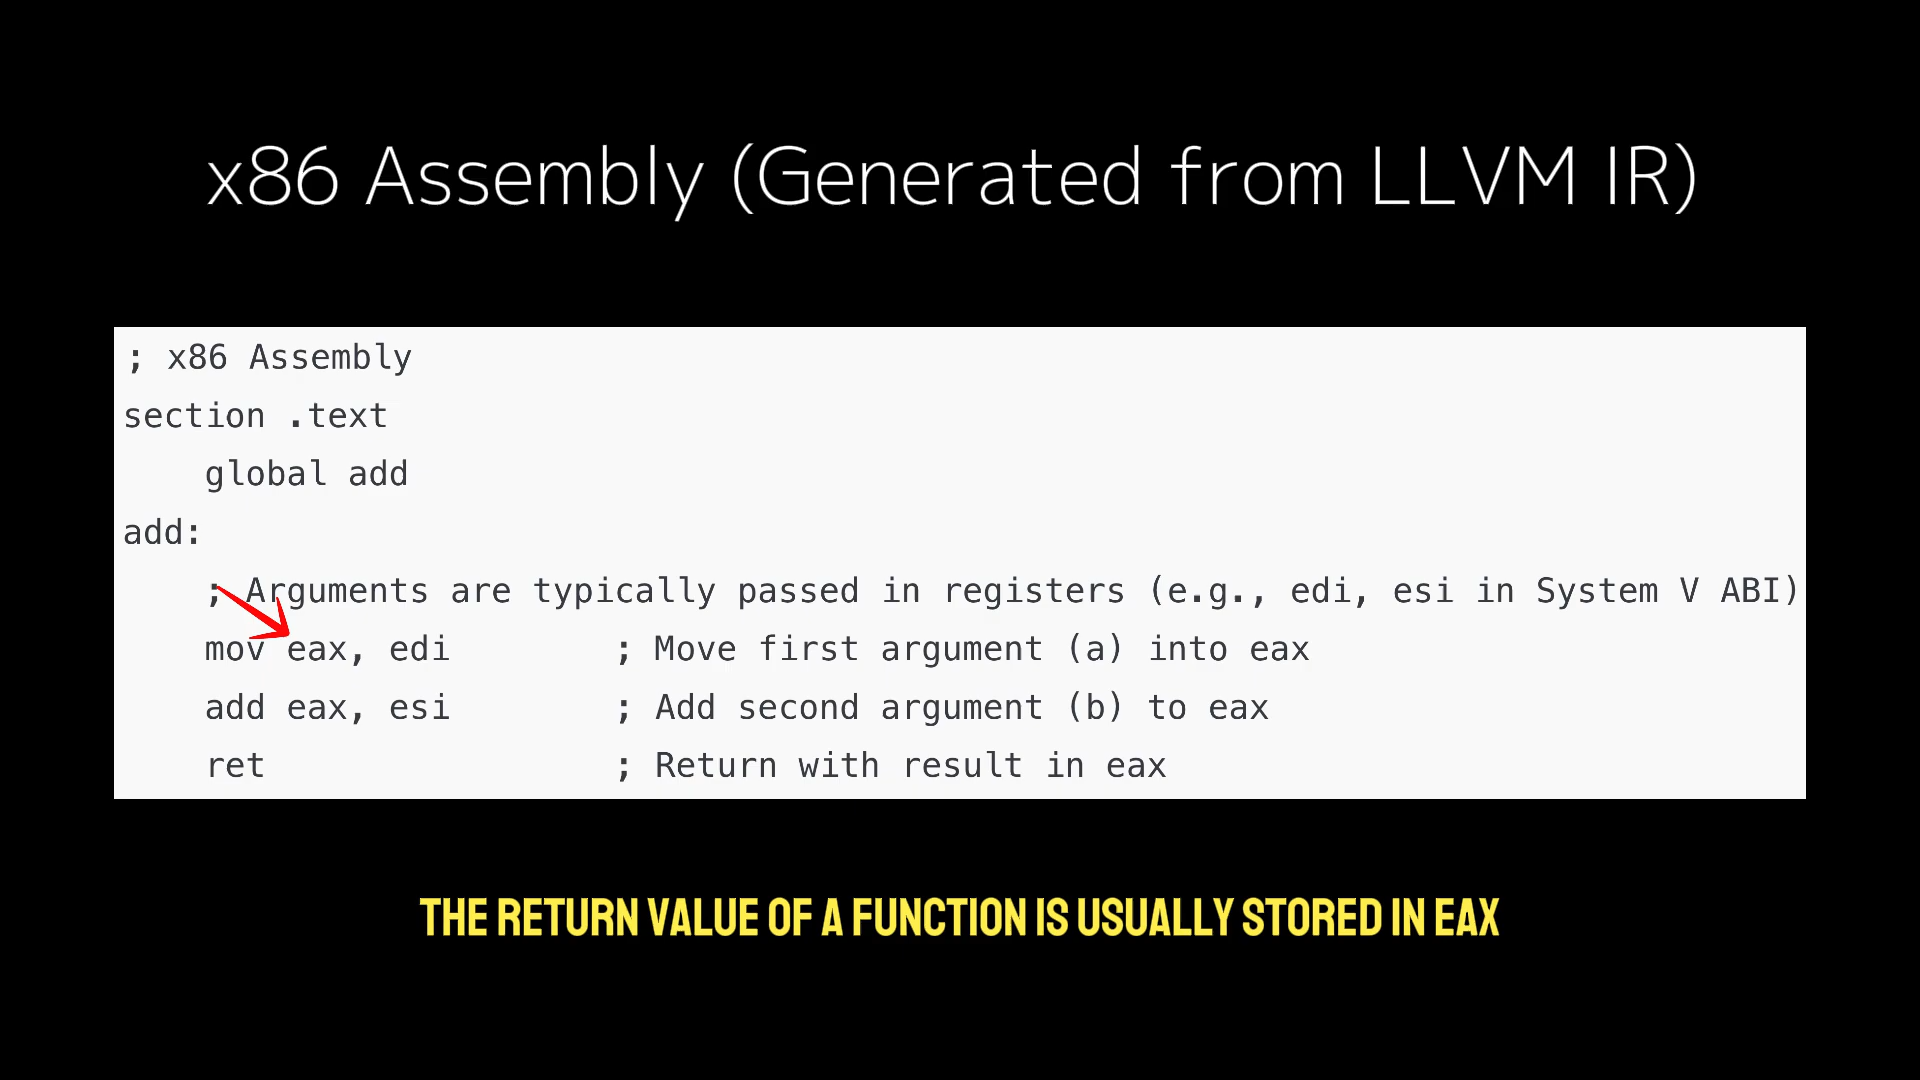 x86 Assembly (Generated from LLVM IR)
; x86 Assembly
section .text
global add
add:
; Arguments are typically passed in registers (e.g., edi, esi in System V ABI)
mov eax, edi ; Move first argument (a) into eax
add eax, esi ; Add second argument (b) to eax
ret ; Return with result in eax
THE RETURN VALUE OF A FUNCTION IS USUALLY STORED IN EAX